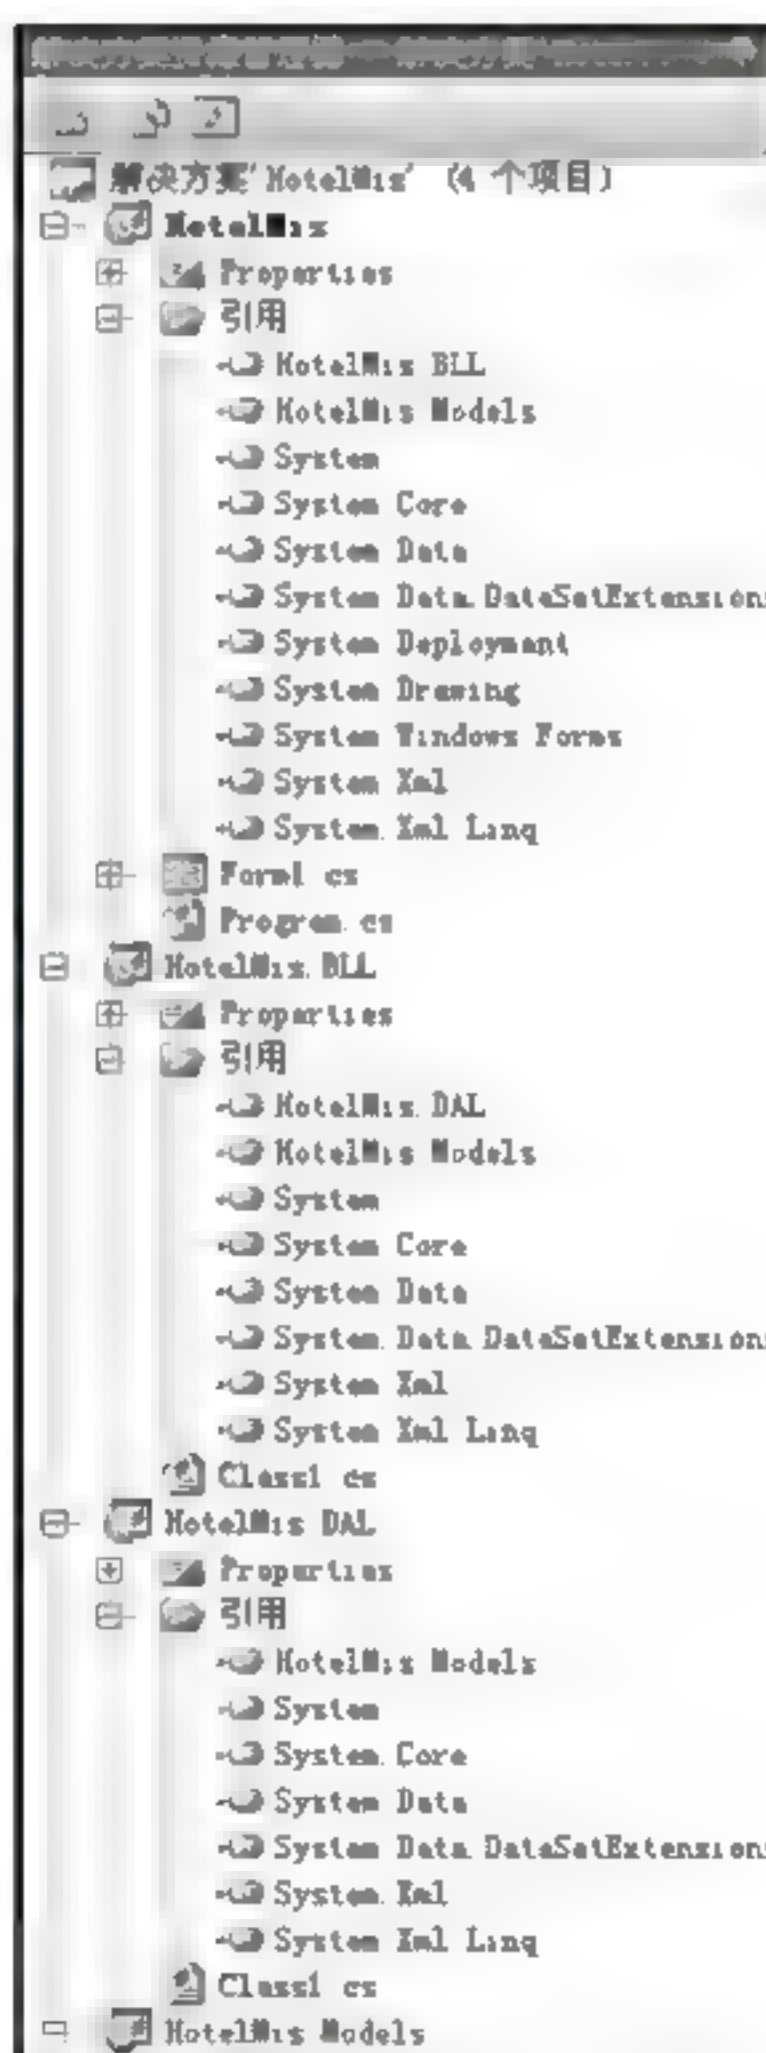 解决方案'HotelMis' (4 个项目)
HotelMis
Properties
引用
HotelMis BLL
HotelMis Models
System
System Core
System Data
System Data.DataSetExtensions
System Deployment
System Drawing
System Windows Forms
System Xml
System.Xml Linq
Form1 cs
Program.cs
HotelMis.BLL
Properties
引用
HotelMis.DAL
HotelMis Models
System
System Core
System Data
System.Data DataSetExtensions
System Xml
System Xml Linq
Class1 cs
HotelMis DAL
Properties
引用
HotelMis Models
System
System.Core
System Data
System Data DataSetExtensions
System.Xml
System Xml Linq
Class1 cs
HotelMis Models